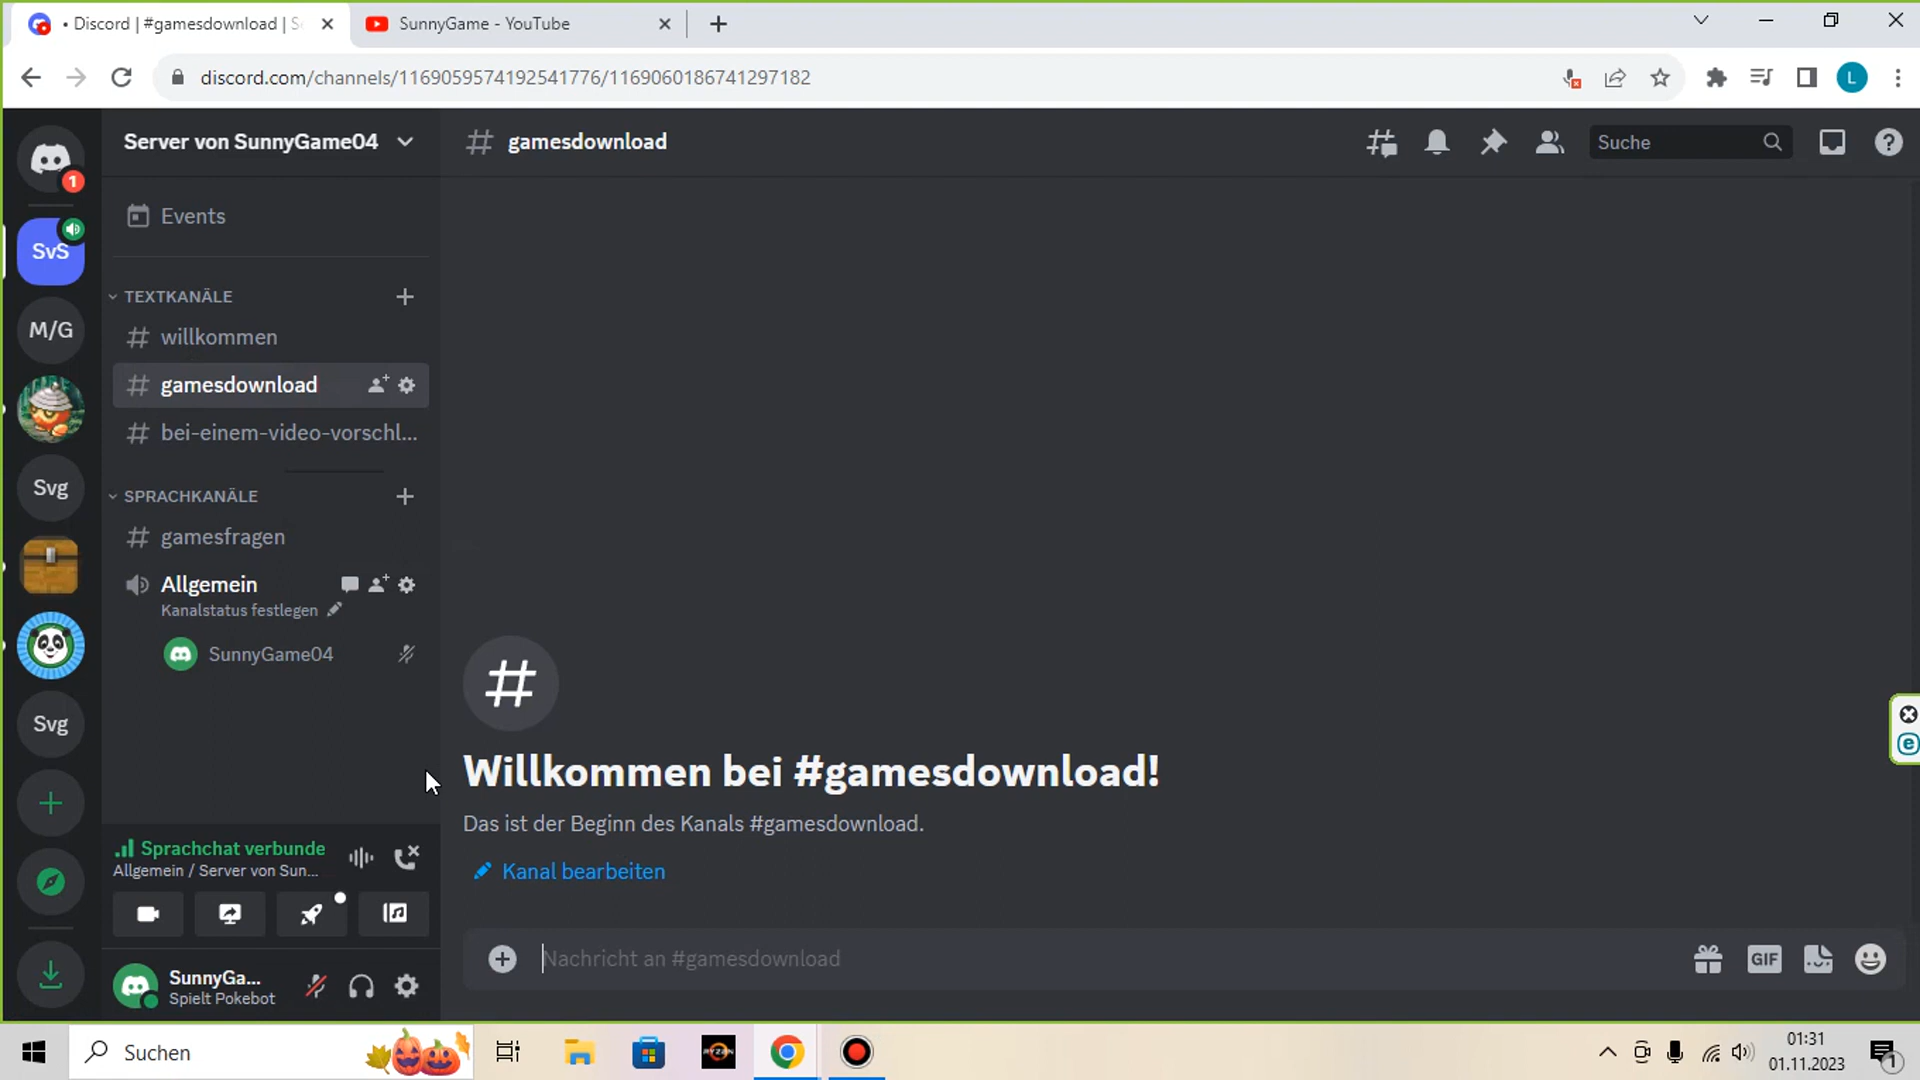 • Discord | #gamesdownload | S
SunnyGame - YouTube
discord.com/channels/1169059574192541776/1169060186741297182
L
1
SvS
M/G
Svg
Svg
Server von SunnyGame04
Events
TEXTKANÄLE
willkommen
gamesdownload
bei-einem-video-vorschl...
SPRACHKANÄLE
gamesfragen
Allgemein
Kanalstatus festlegen
SunnyGame04
Sprachchat verbunde
Allgemein / Server von Sun...
SunnyGa...
Spielt Pokebot
gamesdownload
Suche
Willkommen bei #gamesdownload!
Das ist der Beginn des Kanals #gamesdownload.
Kanal bearbeiten
Nachricht an #gamesdownload
GIF
Suchen
RYZEN
01:31
01.11.2023
1